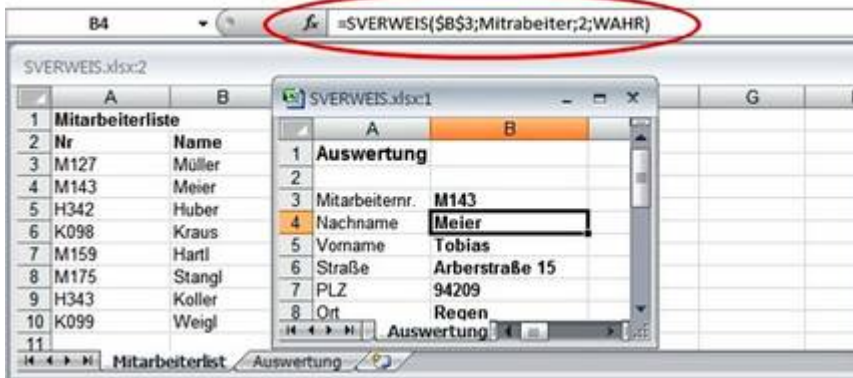 B4 fx =SVERWEIS($B$3;Mitrabeiter;2;WAHR)
SVERWEIS.xlsx:2
A B G
1 Mitarbeiterliste
2 Nr Name
3 M127 Müller
4 M143 Meier
5 H342 Huber
6 K098 Kraus
7 M159 Hartl
8 M175 Stangl
9 H343 Koller
10 K099 Weigl
11
Mitarbeiterlist Auswertung
SVERWEIS.xlsx:1
A B
1 Auswertung
2
3 Mitarbeiternr. M143
4 Nachname Meier
5 Vorname Tobias
6 Straße Arberstraße 15
7 PLZ 94209
8 Ort Regen
Auswertung